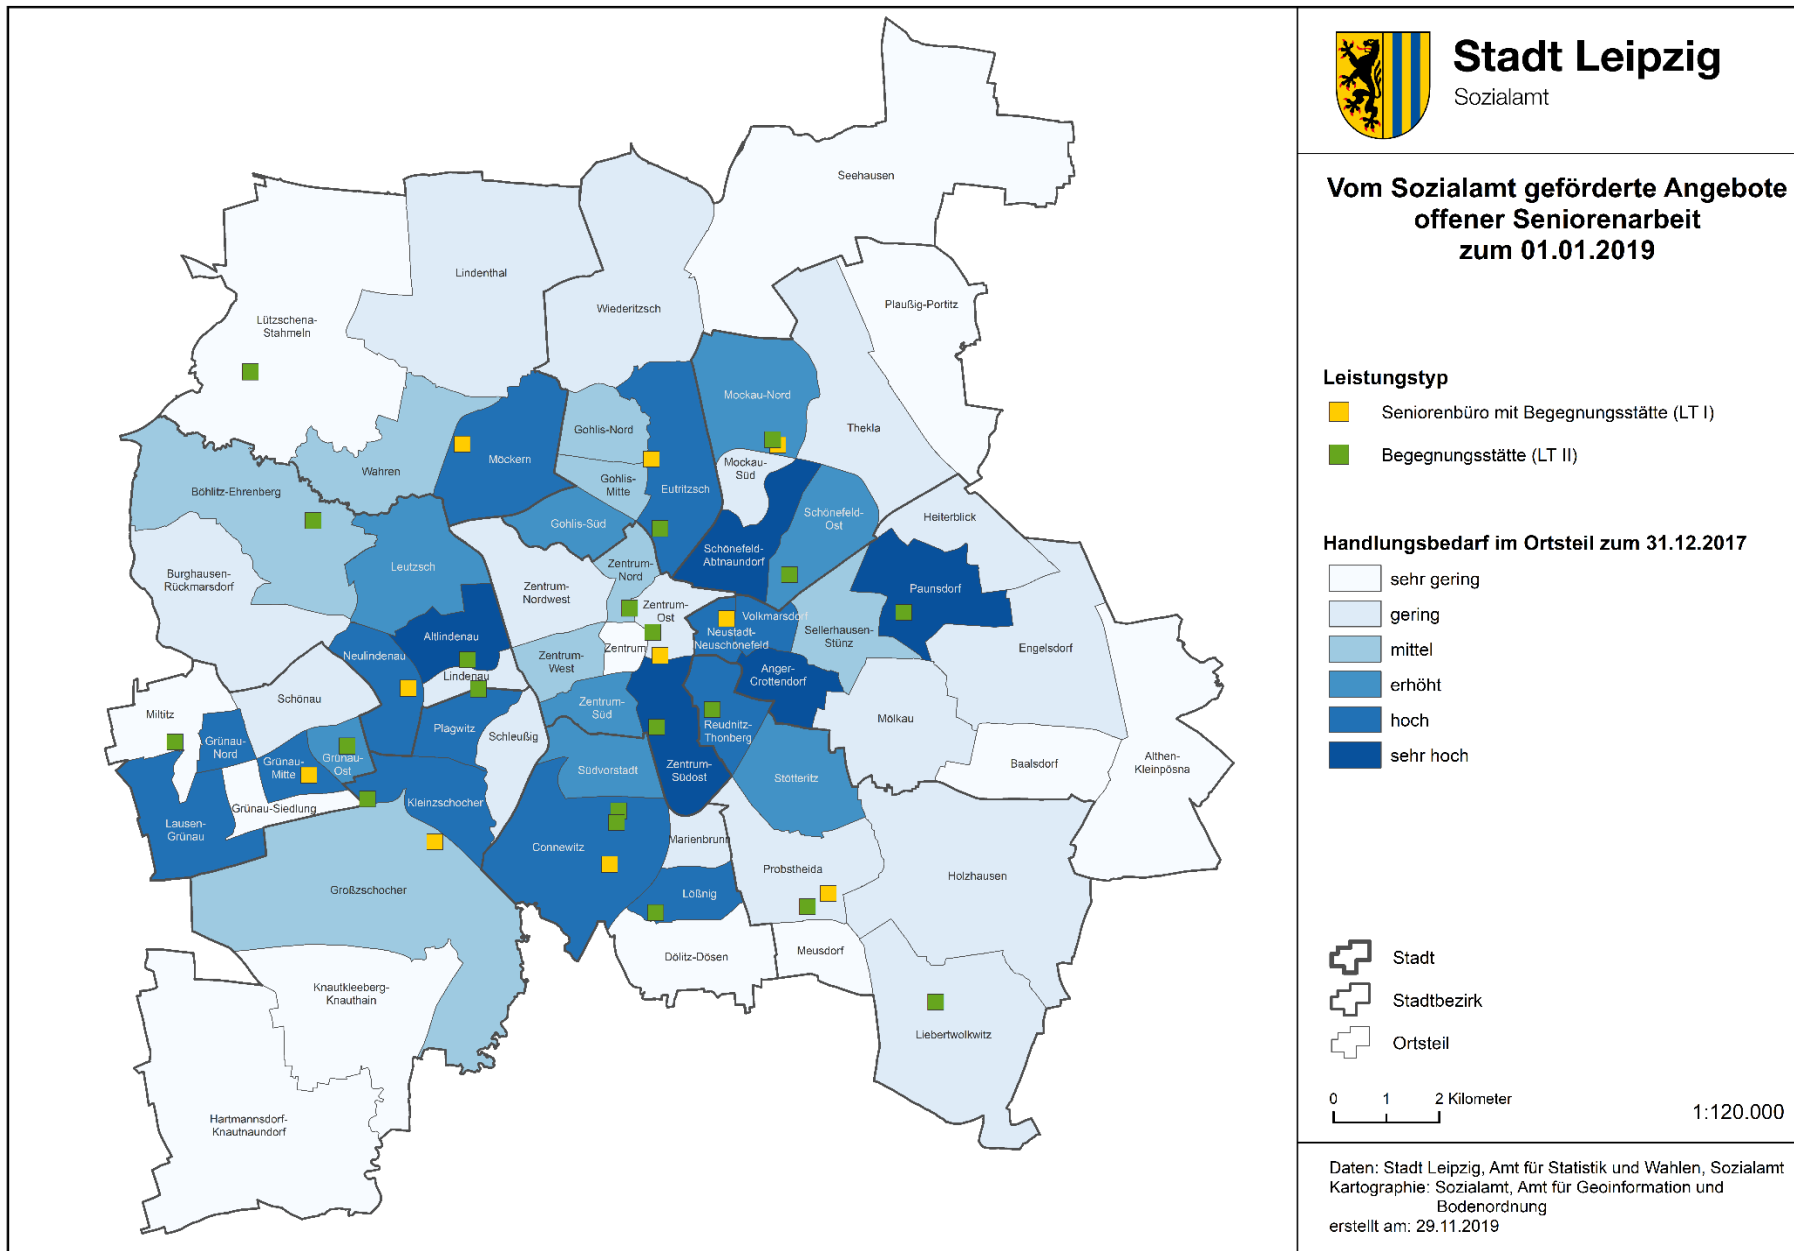 Stadt Leipzig
Sozialamt
Vom Sozialamt geförderte Angebote
offener Seniorenarbeit
zum 01.01.2019
Leistungstyp
Seniorenbüro mit Begegnungsstätte (LT I)
Begegnungsstätte (LT II)
Handlungsbedarf im Ortsteil zum 31.12.2017
sehr gering
gering
mittel
erhöht
hoch
sehr hoch
Stadt
Stadtbezirk
Ortsteil
0 1 2 Kilometer
1:120.000
Daten: Stadt Leipzig, Amt für Statistik und Wahlen, Sozialamt
Kartographie: Sozialamt, Amt für Geoinformation und
Bodenordnung
erstellt am: 29.11.2019
Seehausen
Lindenthal
Wiederitzsch
Plaußig-Portitz
Lützschena-
Stahmeln
Mockau-Nord
Thekla
Gohlis-Nord
Möckern
Wahren
Mockau-
Süd
Gohlis-
Mitte
Eutritzsch
Böhlitz-Ehrenberg
Schönefeld-
Ost
Heiterblick
Gohlis-Süd
Schönefeld-
Abtnaundorf
Leutzsch
Zentrum-
Nord
Burghausen-
Rückmarsdorf
Zentrum-
Nordwest
Paunsdorf
Zentrum-
Ost
Volkmarsdorf
Neustadt-
Neuschönefeld
Sellerhausen-
Stünz
Altlindenau
Zentrum
Engelsdorf
Neulindenau
Zentrum-
West
Anger-
Crottendorf
Lindenau
Schönau
Zentrum-
Süd
Miltitz
Mölkau
Reudnitz-
Thonberg
Plagwitz
Schleußig
Grünau-
Nord
Grünau-
Mitte
Grünau-
Ost
Südvorstadt
Zentrum-
Südost
Stötteritz
Baalsdorf
Althen-
Kleinpösna
Grünau-Siedlung
Kleinzschocher
Lausen-
Grünau
Connewitz
Marienbrunn
Probstheida
Holzhausen
Großzschocher
Lößnig
Dölitz-Dösen
Meusdorf
Knautkleeberg-
Knauthain
Liebertwolkwitz
Hartmannsdorf-
Knautnaundorf